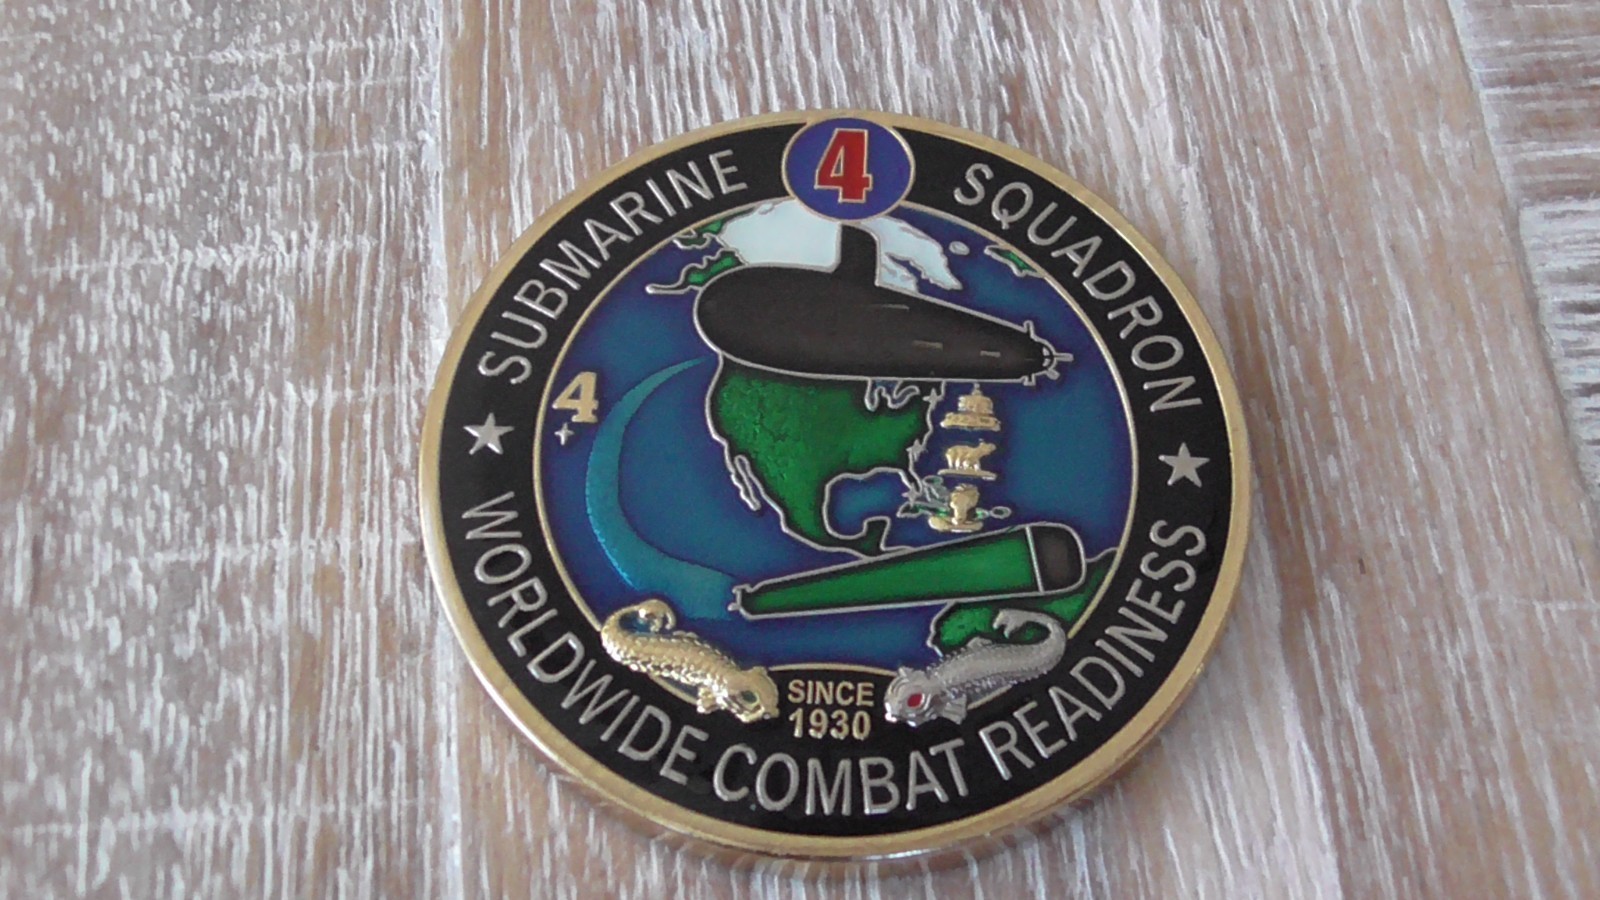 4
SUBMARINE SQUADRON
4
SINCE
1930
WORLDWIDE COMBAT READINESS